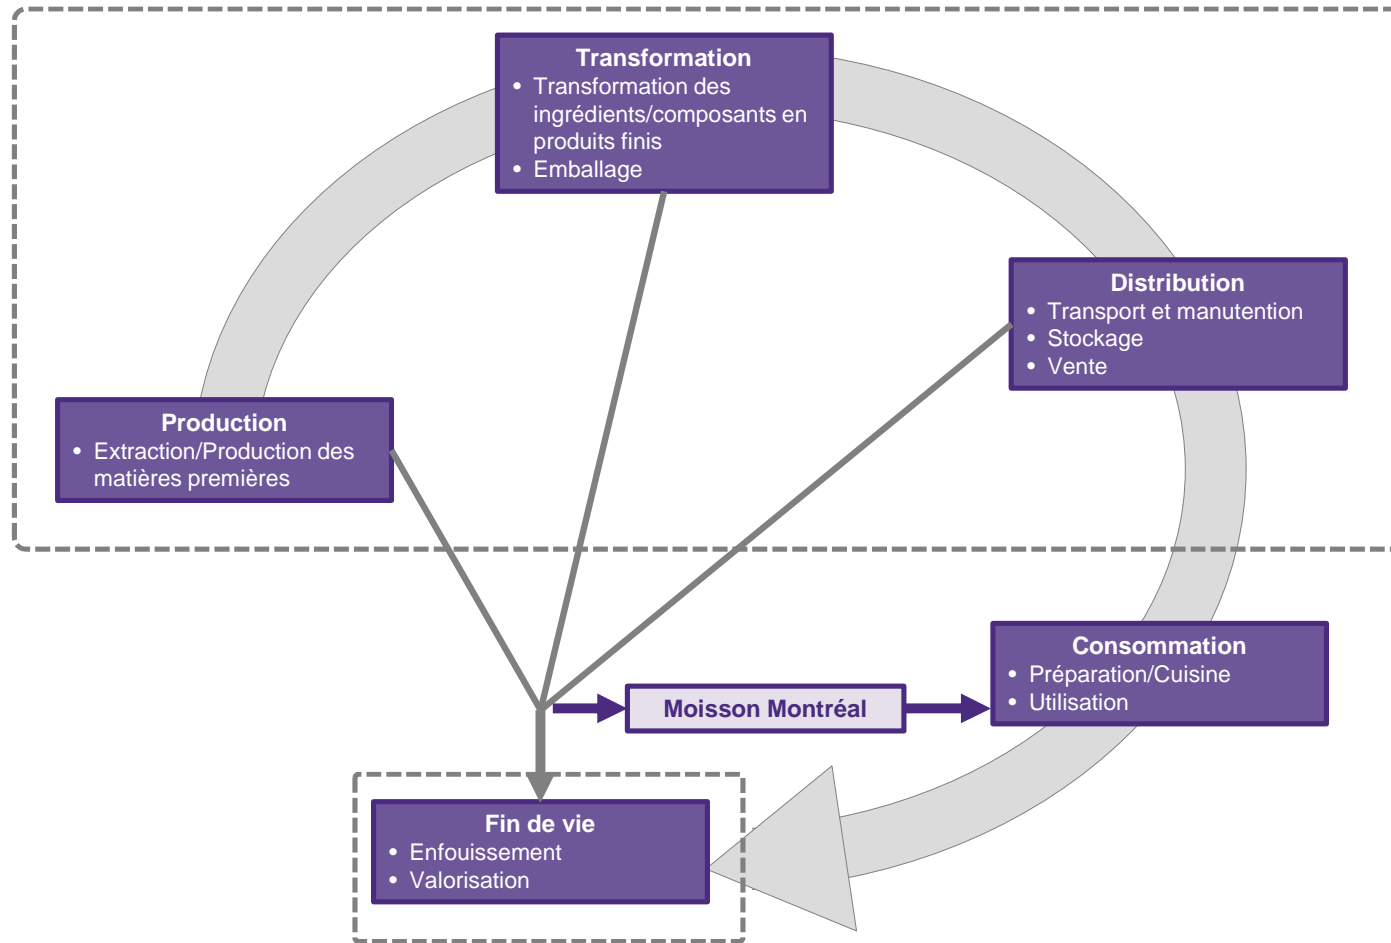 Transformation
• Transformation des
ingrédients/composants en
produits finis
• Emballage
Distribution
• Transport et manutention
• Stockage
• Vente
Production
• Extraction/Production des
matières premières
Consommation
• Préparation/Cuisine
• Utilisation
Moisson Montréal
Fin de vie
• Enfouissement
• Valorisation